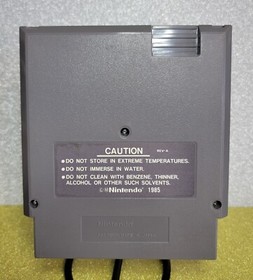 CAUTION
REV-A
●DO NOT STORE IN EXTREME TEMPERATURES.
●DO NOT IMMERSE IN WATER.
●DO NOT CLEAN WITH BENZENE, THINNER,
ALCOHOL OR OTHER SUCH SOLVENTS.
©®Nintendo 1985